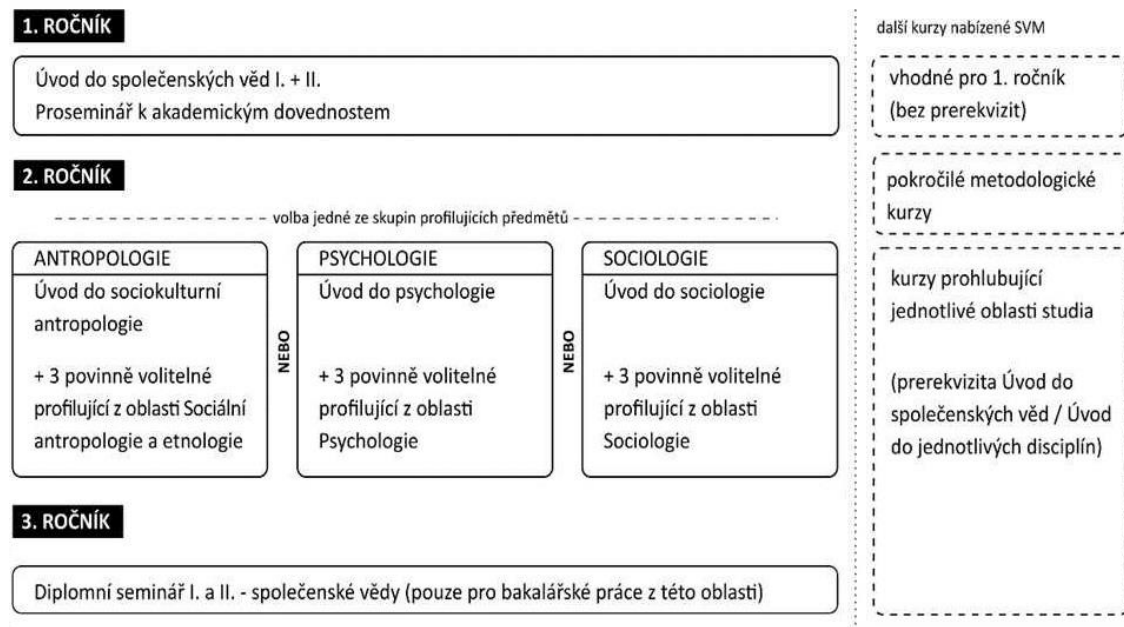 1. ROČNÍK
Úvod do společenských věd I. + II.
Proseminář k akademickým dovednostem
2. ROČNÍK
volba jedné ze skupin profilujících předmětů
ANTROPOLOGIE
Úvod do sociokulturní
antropologie
+ 3 povinně volitelné
profilující z oblasti Sociální
antropologie a etnologie
NEBO
PSYCHOLOGIE
Úvod do psychologie
+ 3 povinně volitelné
profilující z oblasti
Psychologie
NEBO
SOCIOLOGIE
Úvod do sociologie
+ 3 povinně volitelné
profilující z oblasti
Sociologie
3. ROČNÍK
Diplomní seminář I. a II. - společenské vědy (pouze pro bakalářské práce z této oblasti)
další kurzy nabízené SVM
vhodné pro 1. ročník
(bez prerekvizit)
pokročilé metodologické
kurzy
kurzy prohlubující
jednotlivé oblasti studia
(prerekvizita Úvod do
společenských věd / Úvod
do jednotlivých disciplín)